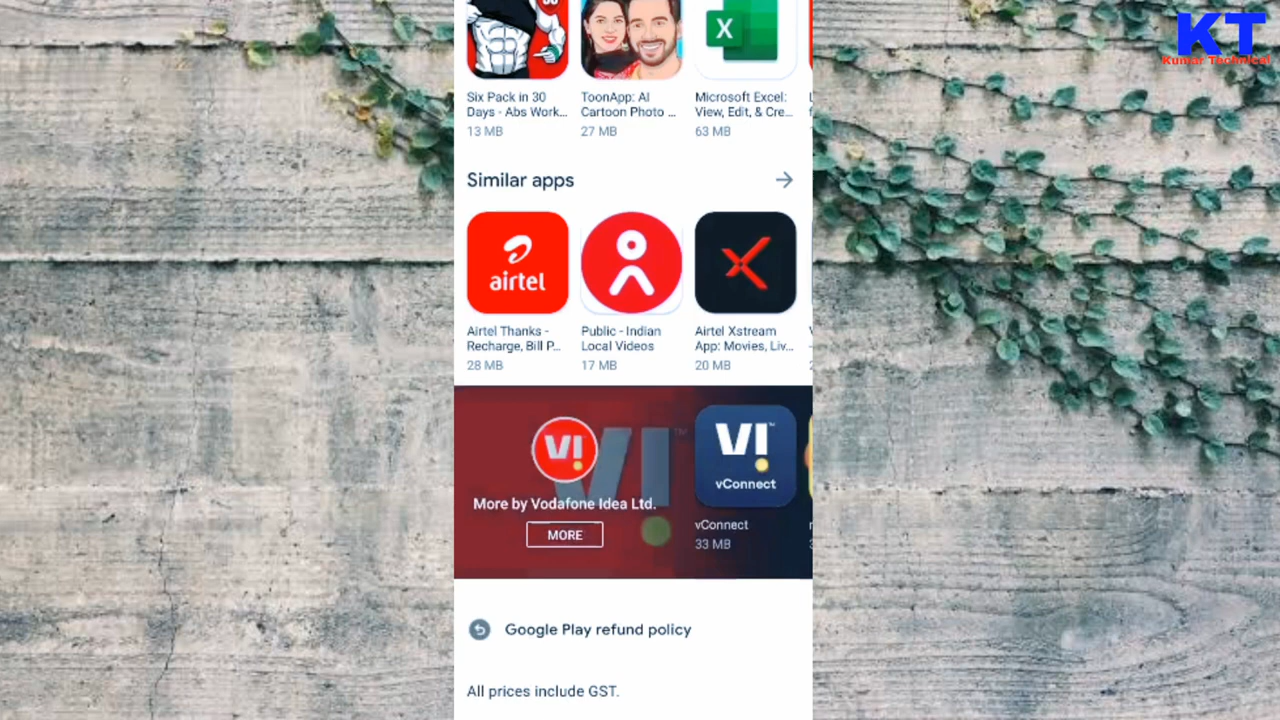 KT
Kumar Technical
X
Six Pack in 30
Days - Abs Work...
13 MB
ToonApp: AI
Cartoon Photo ...
27 MB
Microsoft Excel:
View, Edit, & Cre...
63 MB
Similar apps
airtel
Airtel Thanks -
Recharge, Bill P...
28 MB
Public - Indian
Local Videos
17 MB
Airtel Xstream
App: Movies, Liv...
20 MB
VI
VI™
More by Vodafone Idea Ltd.
MORE
VI™
vConnect
vConnect
33 MB
Google Play refund policy
All prices include GST.